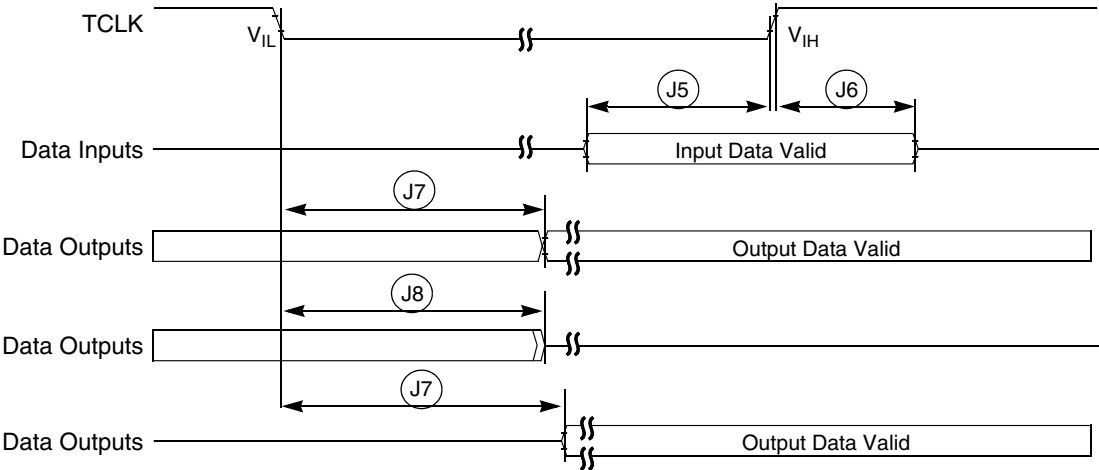 TCLK
VIL
VIH
J5
J6
Data Inputs
Input Data Valid
J7
Data Outputs
Output Data Valid
J8
Data Outputs
J7
Data Outputs
Output Data Valid